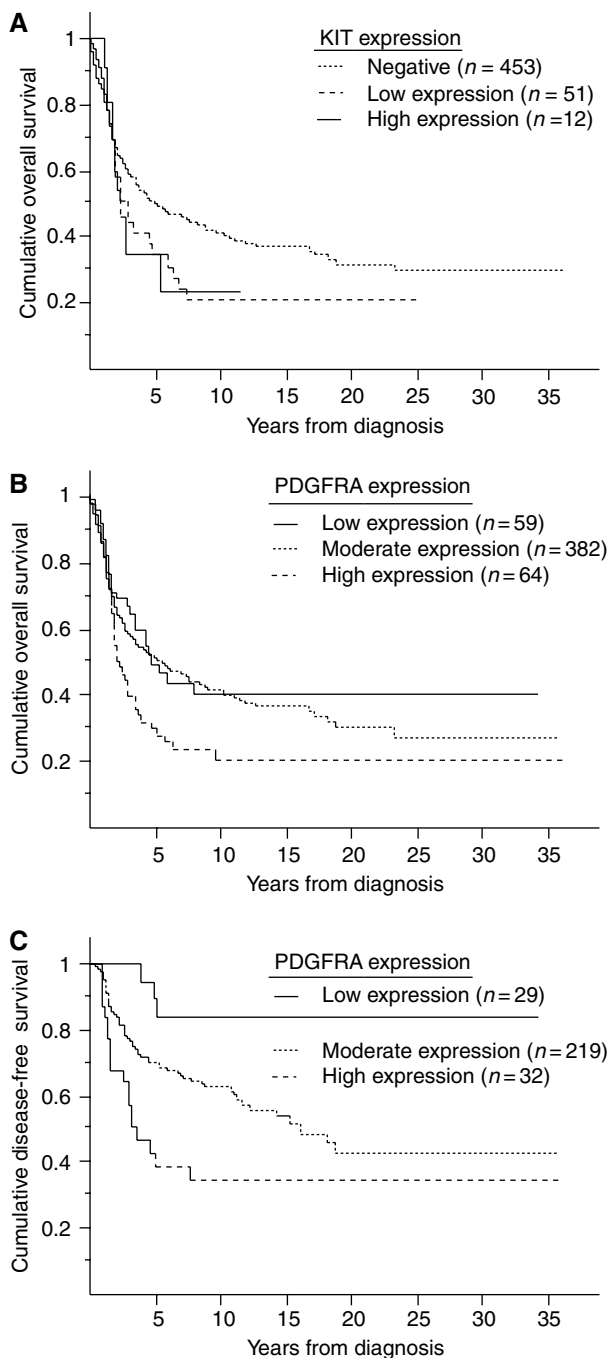 A
KIT expression
Negative (n = 453)
Low expression (n = 51)
High expression (n = 12)
Cumulative overall survival
1
0.8
0.6
0.4
0.2
5 10 15 20 25 30 35
Years from diagnosis
B
PDGFRA expression
Low expression (n = 59)
Moderate expression (n = 382)
High expression (n = 64)
Cumulative overall survival
1
0.8
0.6
0.4
0.2
5 10 15 20 25 30 35
Years from diagnosis
C
PDGFRA expression
Low expression (n = 29)
Moderate expression (n = 219)
High expression (n = 32)
Cumulative disease-free survival
1
0.8
0.6
0.4
0.2
5 10 15 20 25 30 35
Years from diagnosis